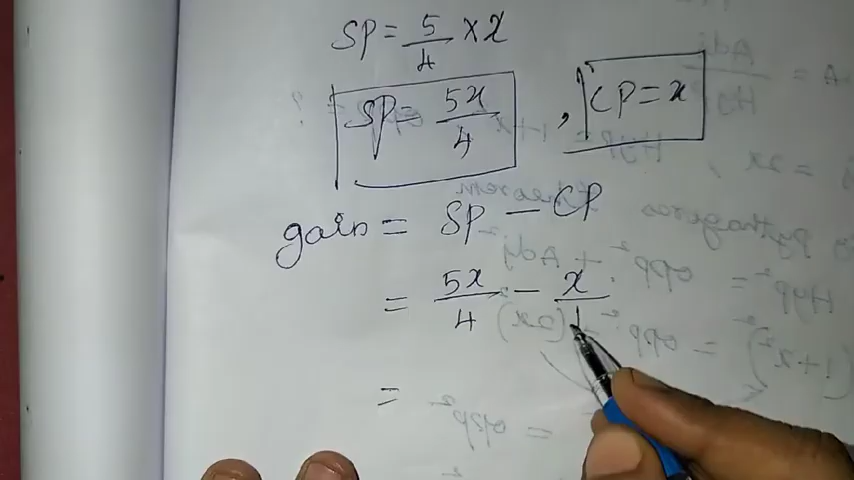 SP = 5/4 × x
SP = 5x/4 , CP = x
gain = SP − CP
= 5x/4 − x/1
=